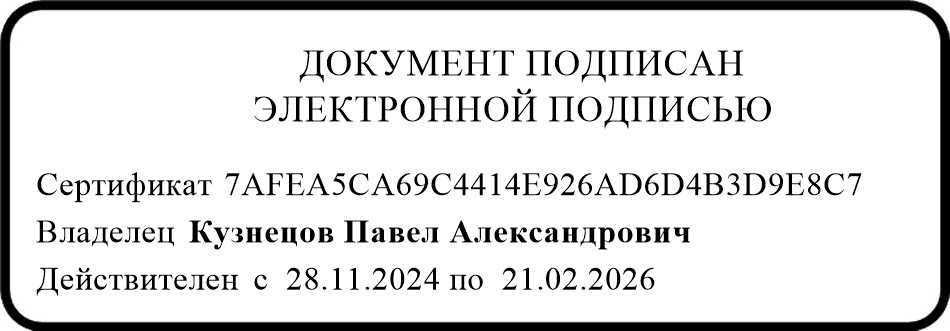 ДОКУМЕНТ ПОДПИСАН
ЭЛЕКТРОННОЙ ПОДПИСЬЮ
Сертификат 7AFEA5CA69C4414E926AD6D4B3D9E8C7
Владелец Кузнецов Павел Александрович
Действителен с 28.11.2024 по 21.02.2026